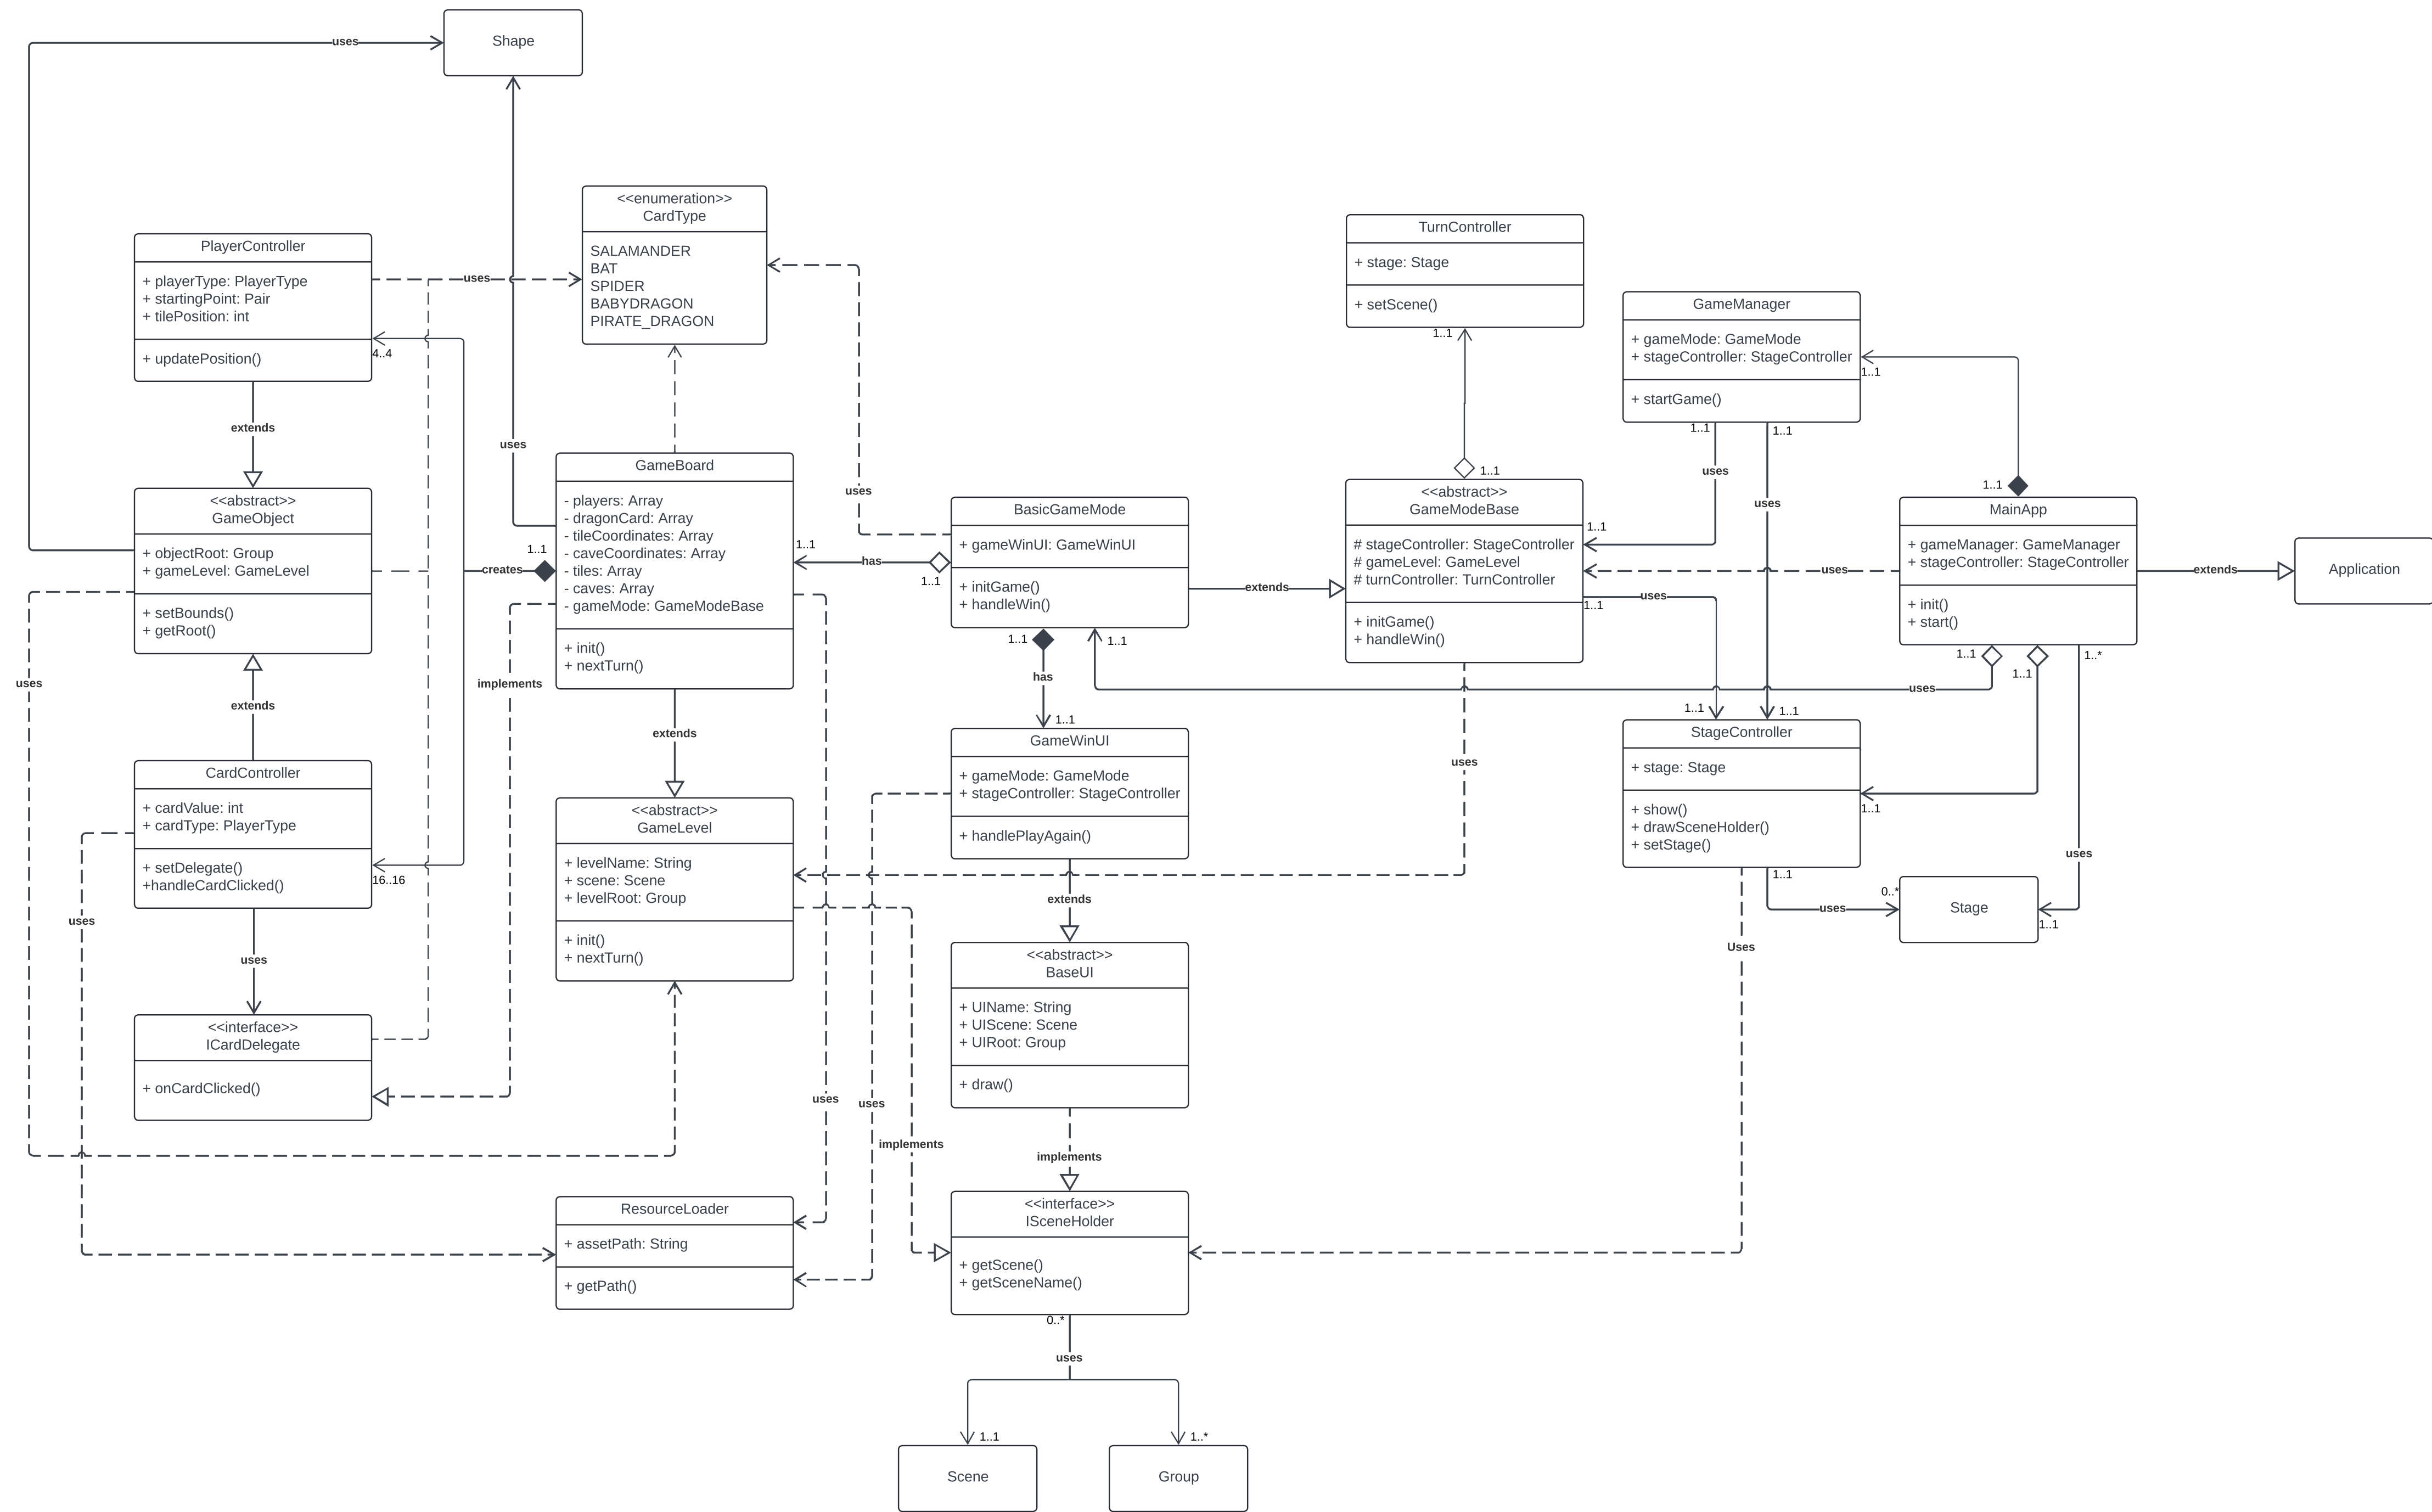 uses
Shape
<<enumeration>>
CardType
SALAMANDER
BAT
SPIDER
BABYDRAGON
PIRATE_DRAGON
PlayerController
+ playerType: PlayerType
+ startingPoint: Pair
+ tilePosition: int
+ updatePosition()
uses
4..4
extends
uses
<<abstract>>
GameObject
+ objectRoot: Group
+ gameLevel: GameLevel
+ setBounds()
+ getRoot()
uses
extends
CardController
+ cardValue: int
+ cardType: PlayerType
+ setDelegate()
+handleCardClicked()
16..16
uses
uses
<<interface>>
ICardDelegate
+ onCardClicked()
1..1
creates
implements
GameBoard
- players: Array
- dragonCard: Array
- tileCoordinates: Array
- caveCoordinates: Array
- tiles: Array
- caves: Array
- gameMode: GameModeBase
+ init()
+ nextTurn()
extends
<<abstract>>
GameLevel
+ levelName: String
+ scene: Scene
+ levelRoot: Group
+ init()
+ nextTurn()
ResourceLoader
+ assetPath: String
+ getPath()
uses
uses
uses
implements
1..1
has
1..1
BasicGameMode
+ gameWinUI: GameWinUI
+ initGame()
+ handleWin()
1..1
1..1
has
1..1
GameWinUI
+ gameMode: GameMode
+ stageController: StageController
+ handlePlayAgain()
extends
<<abstract>>
BaseUI
+ UIName: String
+ UIScene: Scene
+ UIRoot: Group
+ draw()
implements
<<interface>>
ISceneHolder
+ getScene()
+ getSceneName()
0..*
uses
1..1
1..*
Scene
Group
extends
TurnController
+ stage: Stage
+ setScene()
1..1
1..1
<<abstract>>
GameModeBase
# stageController: StageController
# gameLevel: GameLevel
# turnController: TurnController
+ initGame()
+ handleWin()
uses
GameManager
+ gameMode: GameMode
+ stageController: StageController
+ startGame()
1..1
1..1
1..1
uses
uses
1..1
uses
1..1
uses
uses
1..1
1..1
StageController
+ stage: Stage
+ show()
+ drawSceneHolder()
+ setStage()
1..1
1..1
Uses
uses
0..*
Stage
1..1
1..1
MainApp
+ gameManager: GameManager
+ stageController: StageController
+ init()
+ start()
1..1
1..1
1..*
uses
extends
Application